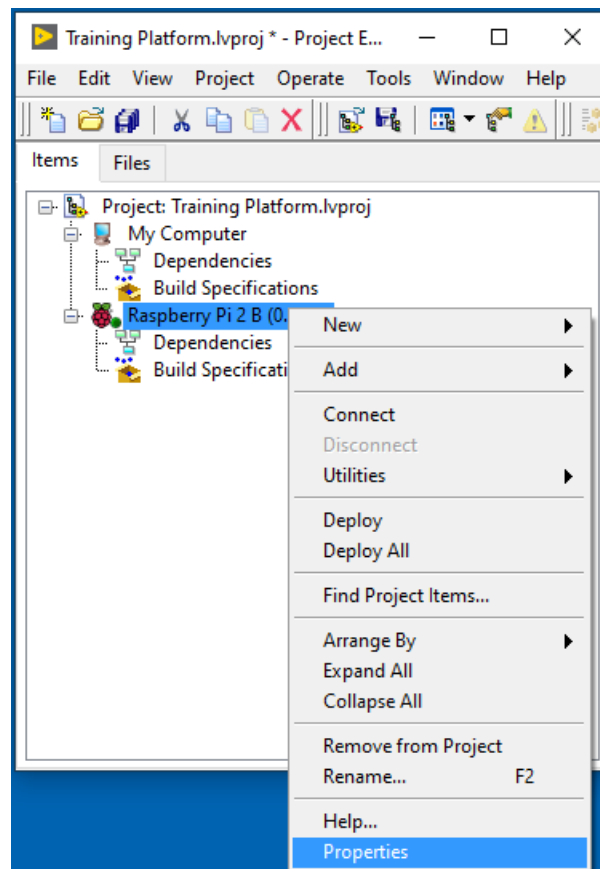 Training Platform.lvproj * - Project E...
File Edit View Project Operate Tools Window Help
Items Files
Project: Training Platform.lvproj
My Computer
Dependencies
Build Specifications
Raspberry Pi 2 B (0.
Dependencies
Build Specificati
New
Add
Connect
Disconnect
Utilities
Deploy
Deploy All
Find Project Items...
Arrange By
Expand All
Collapse All
Remove from Project
Rename... F2
Help...
Properties